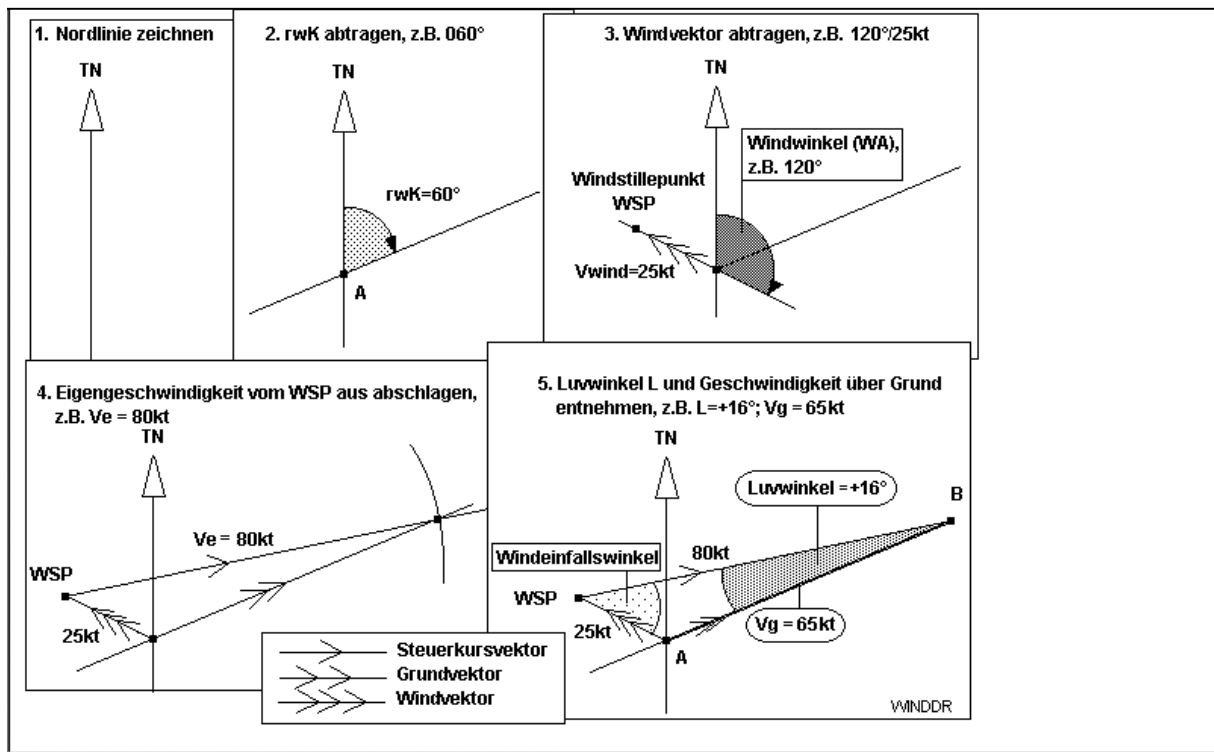 1. Nordlinie zeichnen
TN
2. rwK abtragen, z.B. 060°
TN
rwK=60°
A
3. Windvektor abtragen, z.B. 120°/25kt
TN
Windwinkel (WA),
z.B. 120°
Windstillepunkt
WSP
Vwind=25kt
4. Eigengeschwindigkeit vom WSP aus abschlagen,
z.B. Ve = 80kt
TN
Ve = 80kt
WSP
25kt
5. Luvwinkel L und Geschwindigkeit über Grund
entnehmen, z.B. L=+16°; Vg = 65kt
TN
Luvwinkel =+16°
B
Windeinfallswinkel
80kt
WSP
25kt
Vg = 65kt
A
Steuerkursvektor
Grundvektor
Windvektor
WINDDR